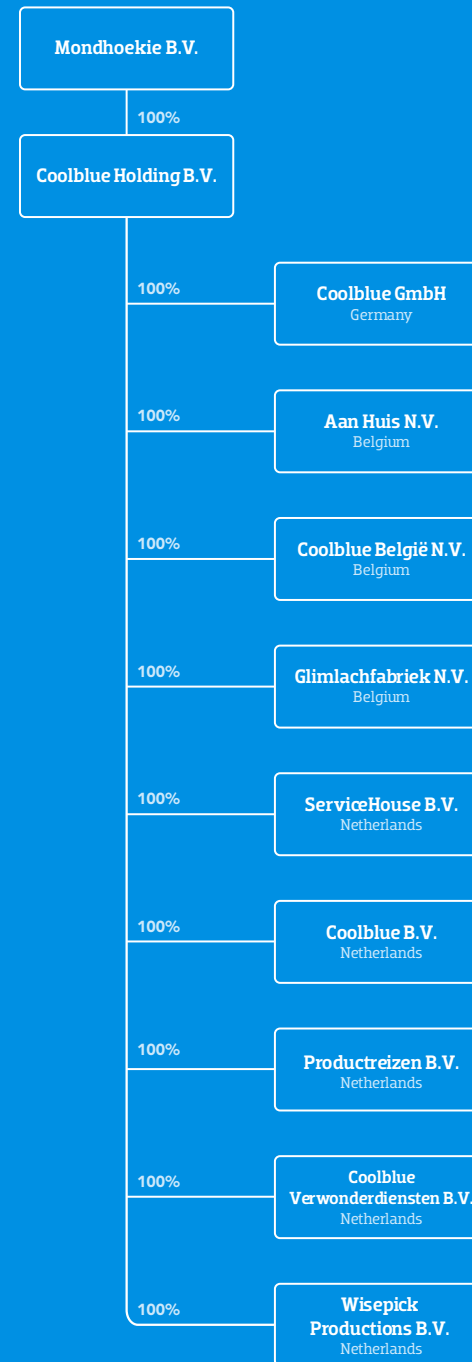 Mondhoekie B.V.
100%
Coolblue Holding B.V.
100%
Coolblue GmbH
Germany
100%
Aan Huis N.V.
Belgium
100%
Coolblue België N.V.
Belgium
100%
Glimlachfabriek N.V.
Belgium
100%
ServiceHouse B.V.
Netherlands
100%
Coolblue B.V.
Netherlands
100%
Productreizen B.V.
Netherlands
100%
Coolblue
Verwonderdiensten B.V.
Netherlands
100%
Wisepick
Productions B.V.
Netherlands